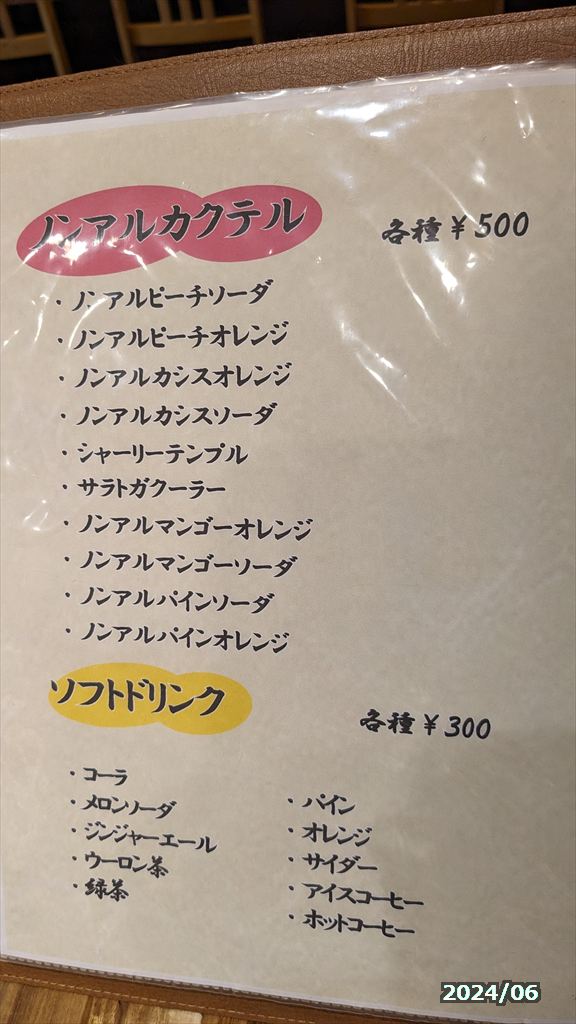 ノンアルカクテル 各種￥500
・ノンアルピーチソーダ
・ノンアルピーチオレンジ
・ノンアルカシスオレンジ
・ノンアルカシスソーダ
・シャーリーテンプル
・サラトガクーラー
・ノンアルマンゴーオレンジ
・ノンアルマンゴーソーダ
・ノンアルパインソーダ
・ノンアルパインオレンジ
ソフトドリンク 各種￥300
・コーラ
・メロンソーダ
・ジンジャーエール
・ウーロン茶
・緑茶
・パイン
・オレンジ
・サイダー
・アイスコーヒー
・ホットコーヒー
2024/06